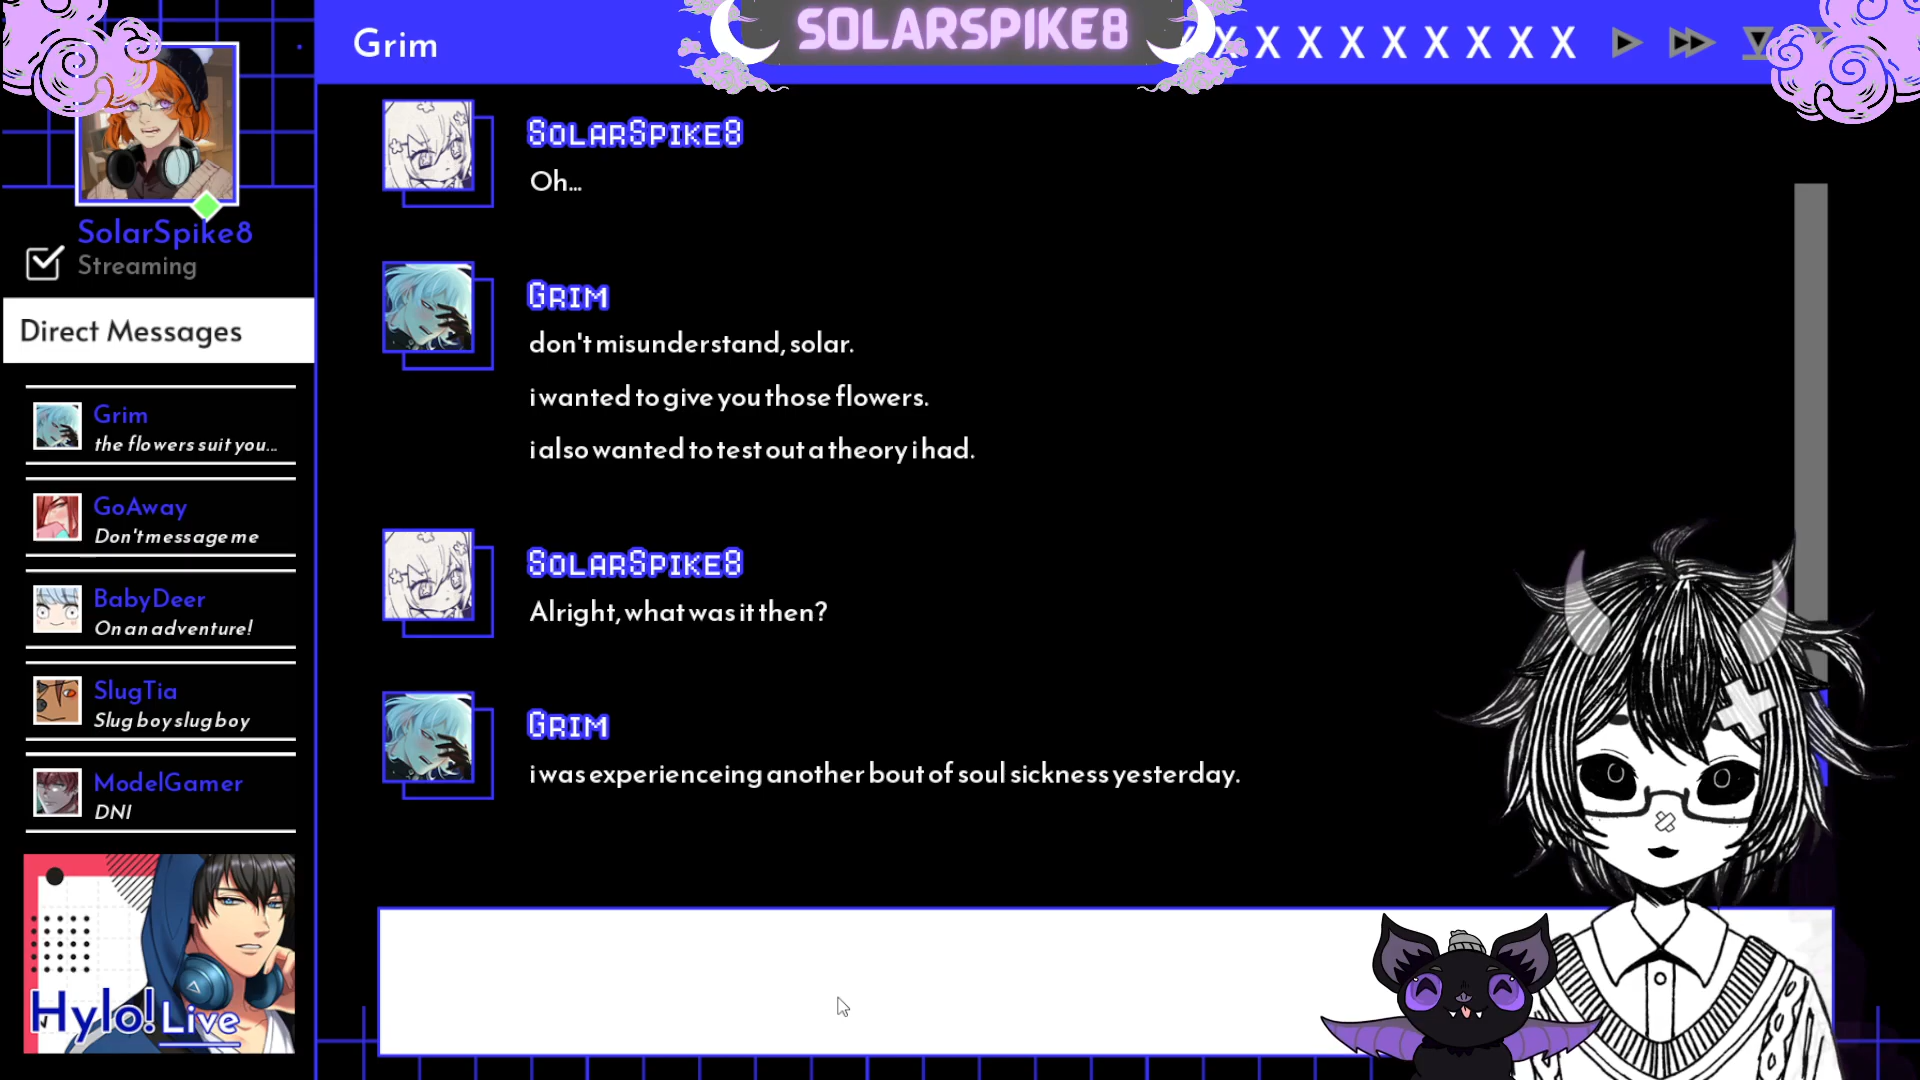 SolarSpike8
Streaming
Direct Messages
Grim
the flowers suit you...
GoAway
Don't message me
BabyDeer
On an adventure!
SlugTia
Slug boy slug boy
ModelGamer
DNI
Hylo! Live
Grim
SOLARSPIKE8
X X X X X X X X X
SolarSpike8
Oh...
Grim
don't misunderstand, solar.
i wanted to give you those flowers.
i also wanted to test out a theory i had.
SolarSpike8
Alright, what was it then?
Grim
i was experienceing another bout of soul sickness yesterday.